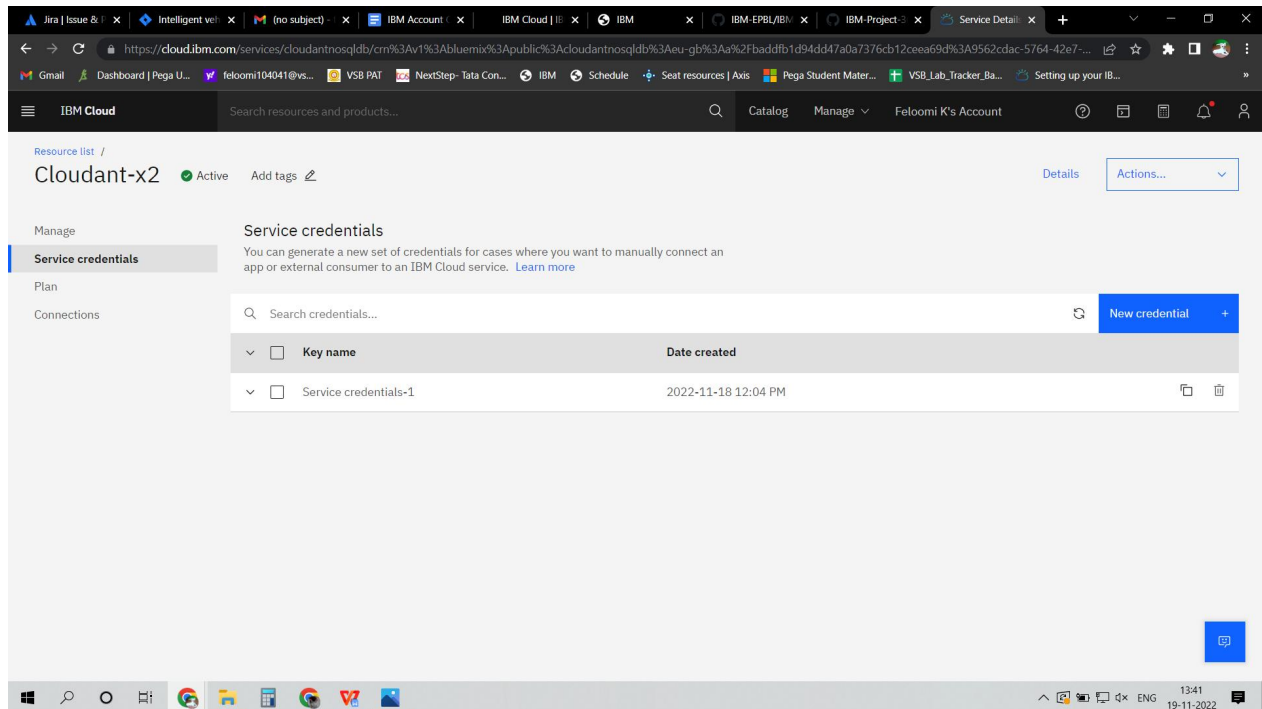 Jira | Issue & P
Intelligent veh
M (no subject) -
IBM Account
IBM Cloud | IB
IBM
IBM-EPBL/IBM
IBM-Project-3
Service Details
https://cloud.ibm.com/services/cloudantnosqldb/crn%3Av1%3Abluemix%3Apublic%3Acloudantnosqldb%3Aeu-gb%3Aa%2Fbaddfb1d94dd47a0a7376cb12ceea69d%3A9562cdac-5764-42e7-...
Gmail
Dashboard | Pega U...
feloomi104041@vs...
VSB PAT
NextStep- Tata Con...
IBM
Schedule
Seat resources | Axis
Pega Student Mater...
VSB_Lab_Tracker_Ba...
Setting up your IB...
»
IBM Cloud
Search resources and products...
Catalog
Manage
Feloomi K's Account
Resource list /
Cloudant-x2
Active
Add tags
Details
Actions...
Manage
Service credentials
Plan
Connections
Service credentials
You can generate a new set of credentials for cases where you want to manually connect an
app or external consumer to an IBM Cloud service. Learn more
Search credentials...
New credential +
Key name
Date created
Service credentials-1
2022-11-18 12:04 PM
ENG
13:41
19-11-2022